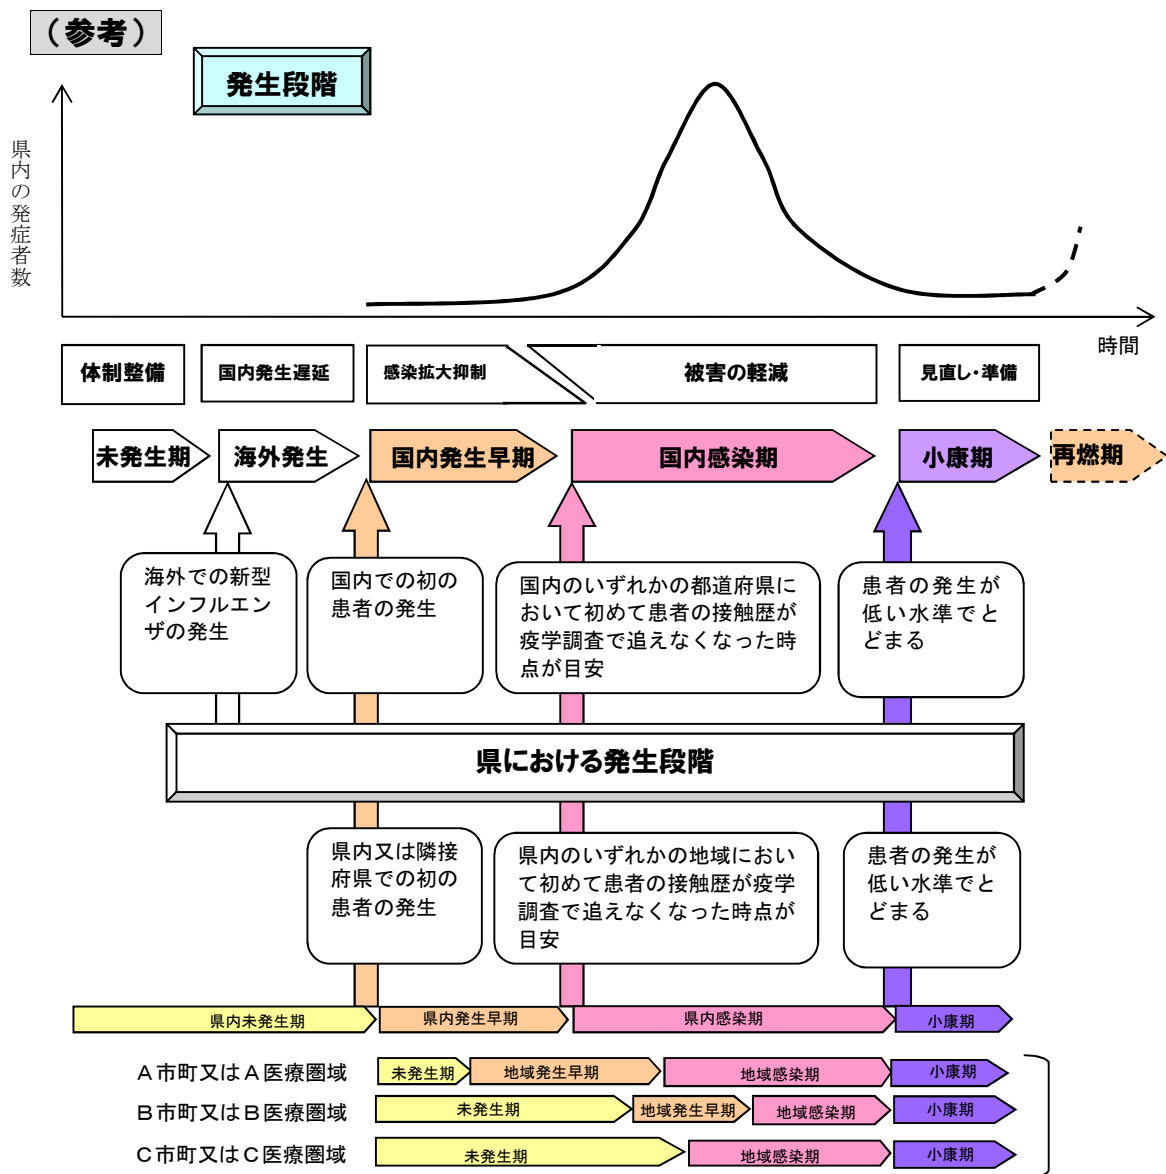 （参考）
発生段階
県内の発症者数
時間
体制整備
国内発生遅延
感染拡大抑制
被害の軽減
見直し・準備
未発生期
海外発生
国内発生早期
国内感染期
小康期
再燃期
海外での新型
インフルエン
ザの発生
国内での初の
患者の発生
国内のいずれかの都道府県に
おいて初めて患者の接触歴が
疫学調査で追えなくなった時
点が目安
患者の発生が
低い水準でと
どまる
県における発生段階
県内又は隣接
府県での初の
患者の発生
県内のいずれかの地域におい
て初めて患者の接触歴が疫学
調査で追えなくなった時点が
目安
患者の発生が
低い水準でと
どまる
県内未発生期
県内発生早期
県内感染期
小康期
Ａ市町又はＡ医療圏域
未発生期
地域発生早期
地域感染期
小康期
Ｂ市町又はＢ医療圏域
未発生期
地域発生早期
地域感染期
小康期
Ｃ市町又はＣ医療圏域
未発生期
地域感染期
小康期